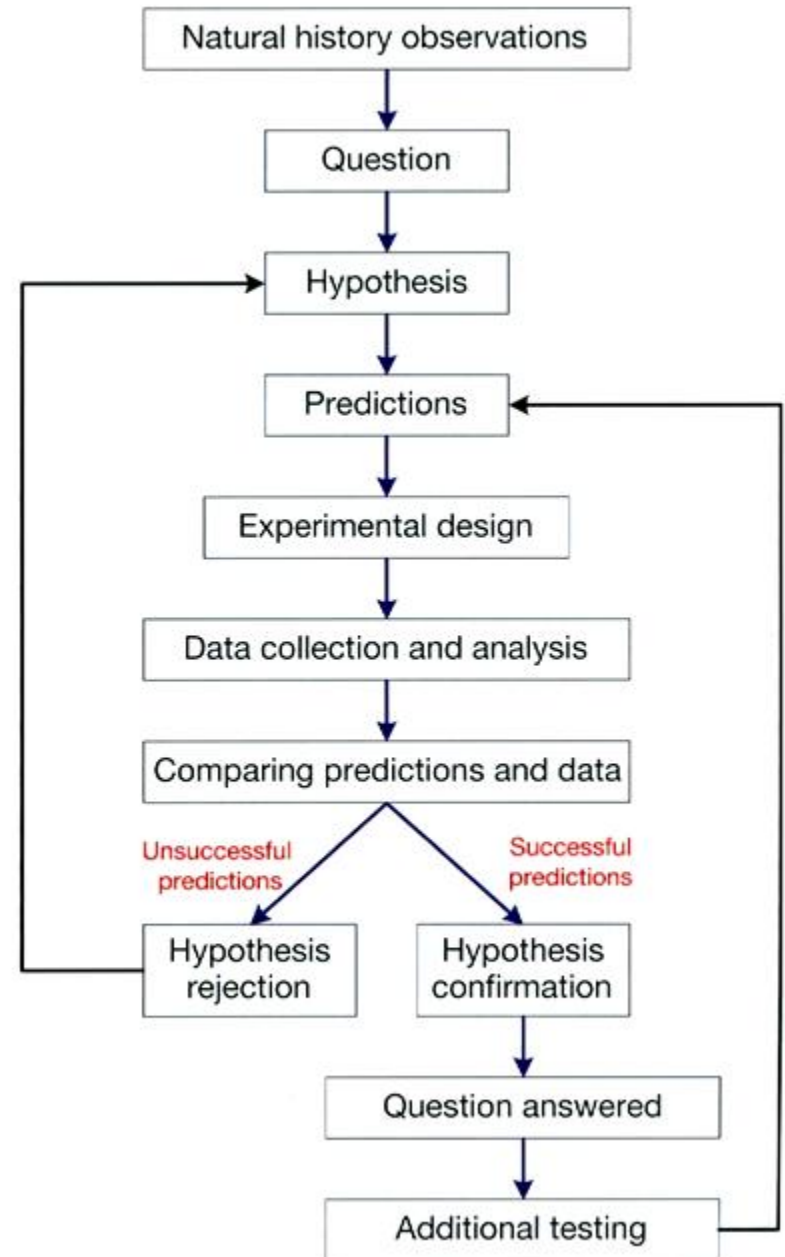 Natural history observations
Question
Hypothesis
Predictions
Experimental design
Data collection and analysis
Comparing predictions and data
Unsuccessful
predictions
Successful
predictions
Hypothesis
rejection
Hypothesis
confirmation
Question answered
Additional testing